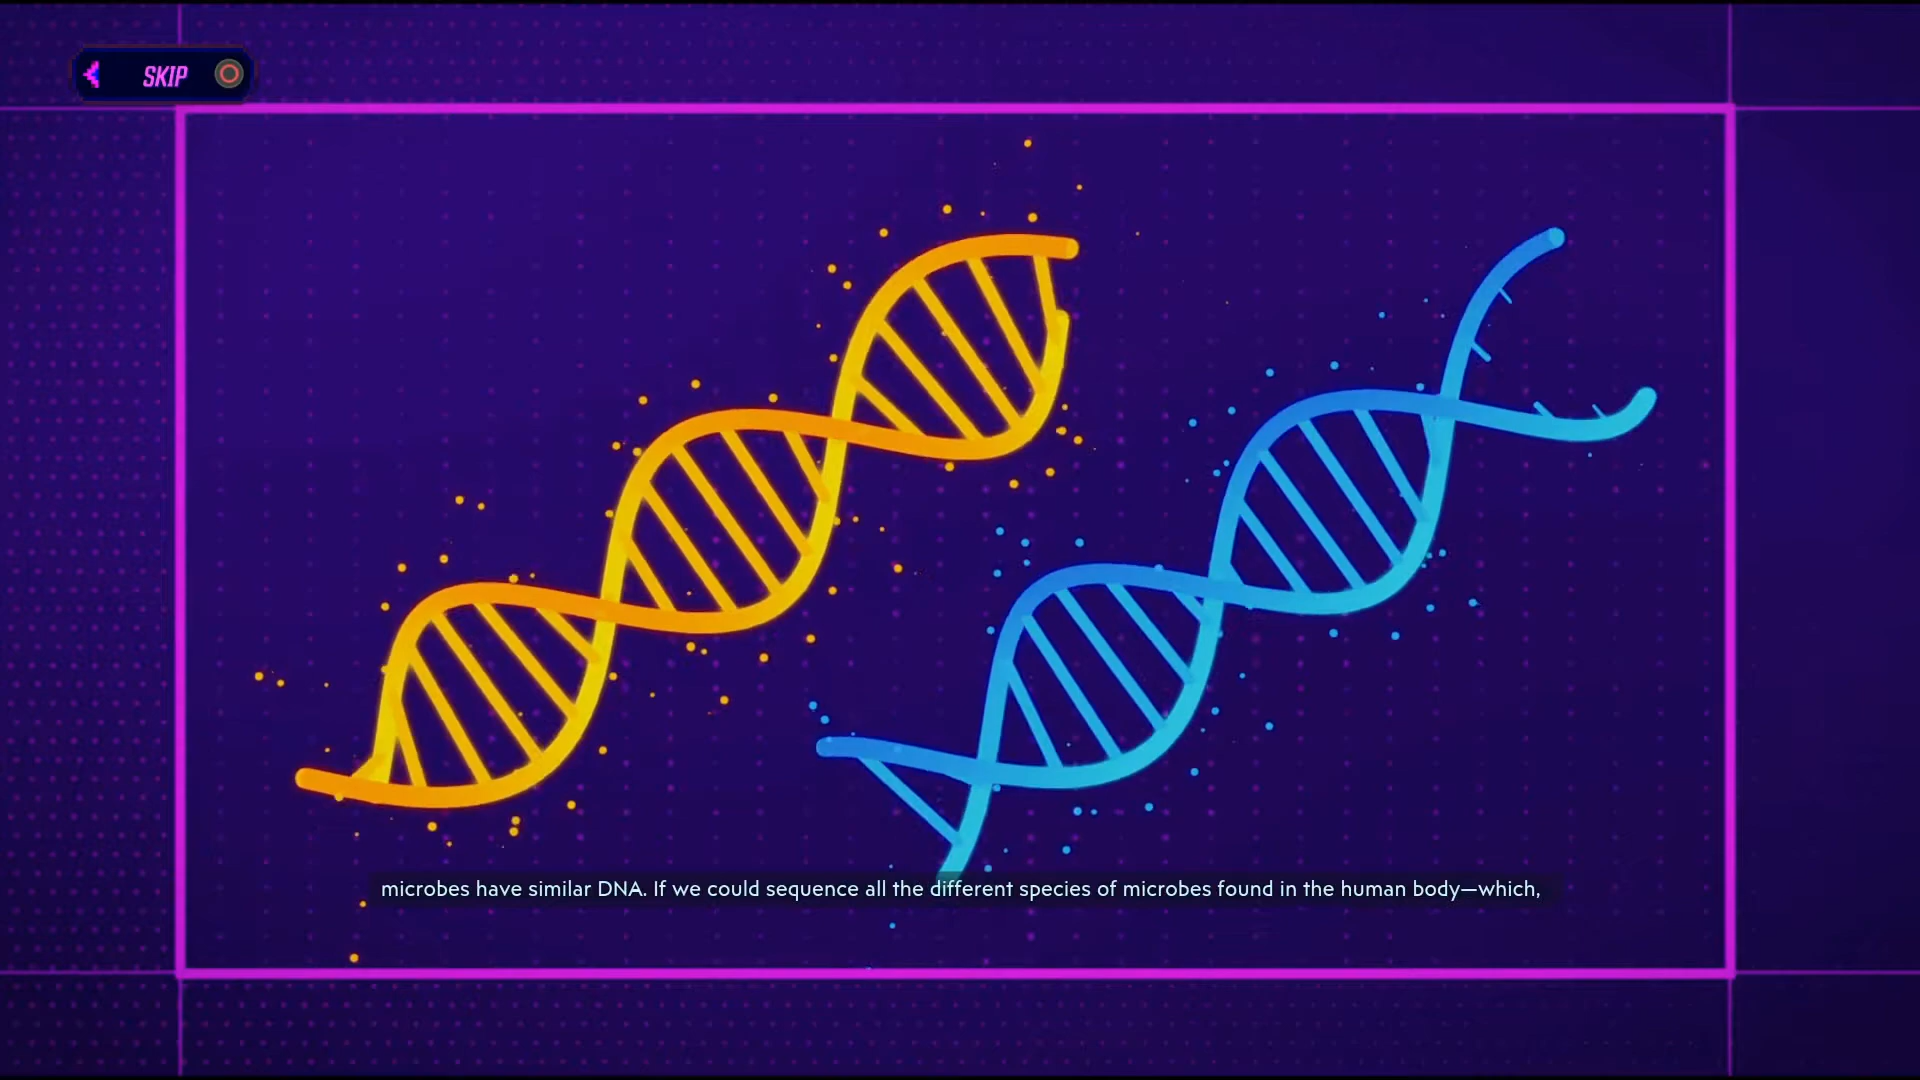 SKIP
microbes have similar DNA. If we could sequence all the different species of microbes found in the human body—which,